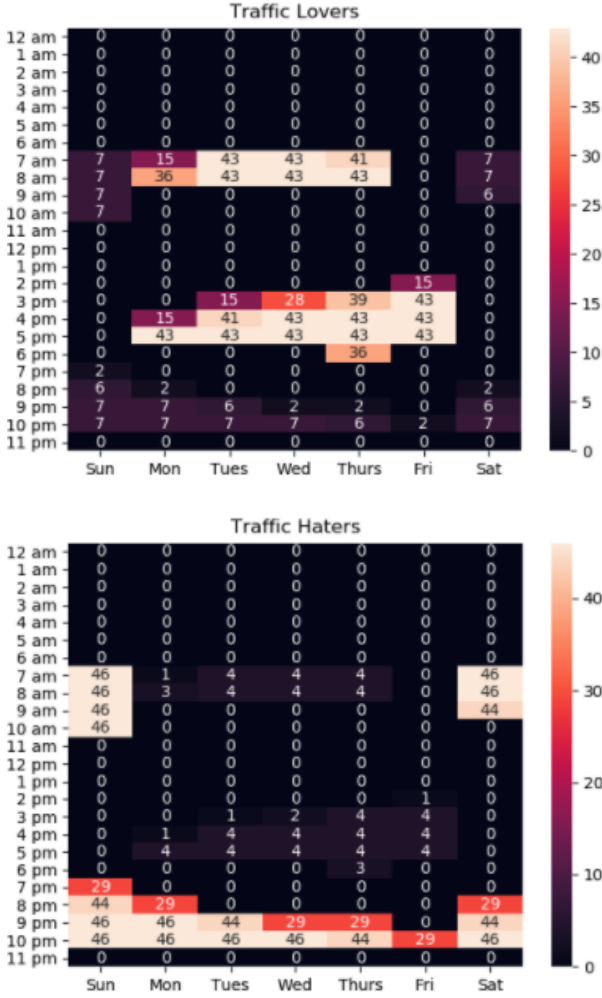 Traffic Lovers
12 am 0 0 0 0 0 0 0
1 am 0 0 0 0 0 0 0 40
2 am 0 0 0 0 0 0 0
3 am 0 0 0 0 0 0 0
4 am 0 0 0 0 0 0 0 35
5 am 0 0 0 0 0 0 0
6 am 0 0 0 0 0 0 0
7 am 7 15 43 43 41 0 7 30
8 am 7 36 43 43 43 0 7
9 am 7 0 0 0 0 0 6
10 am 7 0 0 0 0 0 0 25
11 am 0 0 0 0 0 0 0
12 pm 0 0 0 0 0 0 0
1 pm 0 0 0 0 0 0 0 20
2 pm 0 0 0 0 0 15 0
3 pm 0 0 15 28 39 43 0 15
4 pm 0 15 41 43 43 43 0
5 pm 0 43 43 43 43 43 0
6 pm 0 0 0 0 36 0 0 10
7 pm 2 0 0 0 0 0 0
8 pm 6 2 0 0 0 0 2
9 pm 7 7 6 2 2 0 6 5
10 pm 7 7 7 7 6 2 7
11 pm 0 0 0 0 0 0 0 0
Sun Mon Tues Wed Thurs Fri Sat
Traffic Haters
12 am 0 0 0 0 0 0 0
1 am 0 0 0 0 0 0 0
2 am 0 0 0 0 0 0 0
3 am 0 0 0 0 0 0 0 40
4 am 0 0 0 0 0 0 0
5 am 0 0 0 0 0 0 0
6 am 0 0 0 0 0 0 0
7 am 46 1 4 4 4 0 46
8 am 46 3 4 4 4 0 46 30
9 am 46 0 0 0 0 0 44
10 am 46 0 0 0 0 0 0
11 am 0 0 0 0 0 0 0
12 pm 0 0 0 0 0 0 0
1 pm 0 0 0 0 0 0 0 20
2 pm 0 0 0 0 0 1 0
3 pm 0 0 1 2 4 4 0
4 pm 0 1 4 4 4 4 0
5 pm 0 4 4 4 4 4 0
6 pm 0 0 0 0 3 0 0 10
7 pm 29 0 0 0 0 0 0
8 pm 44 29 0 0 0 0 29
9 pm 46 46 44 29 29 0 44
10 pm 46 46 46 46 44 29 46
11 pm 0 0 0 0 0 0 0 0
Sun Mon Tues Wed Thurs Fri Sat